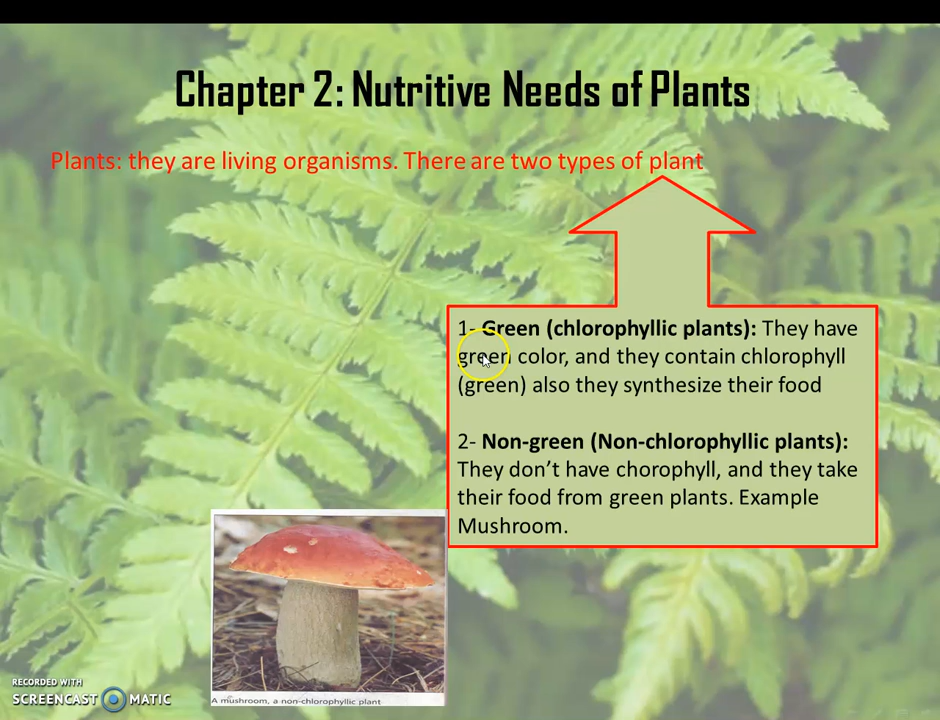 Chapter 2: Nutritive Needs of Plants
Plants: they are living organisms. There are two types of plant
1- Green (chlorophyllic plants): They have
green color, and they contain chlorophyll
(green) also they synthesize their food
2- Non-green (Non-chlorophyllic plants):
They don't have chorophyll, and they take
their food from green plants. Example
Mushroom.
A mushroom, a non-chlorophyllic plant
RECORDED WITH
SCREENCAST MATIC